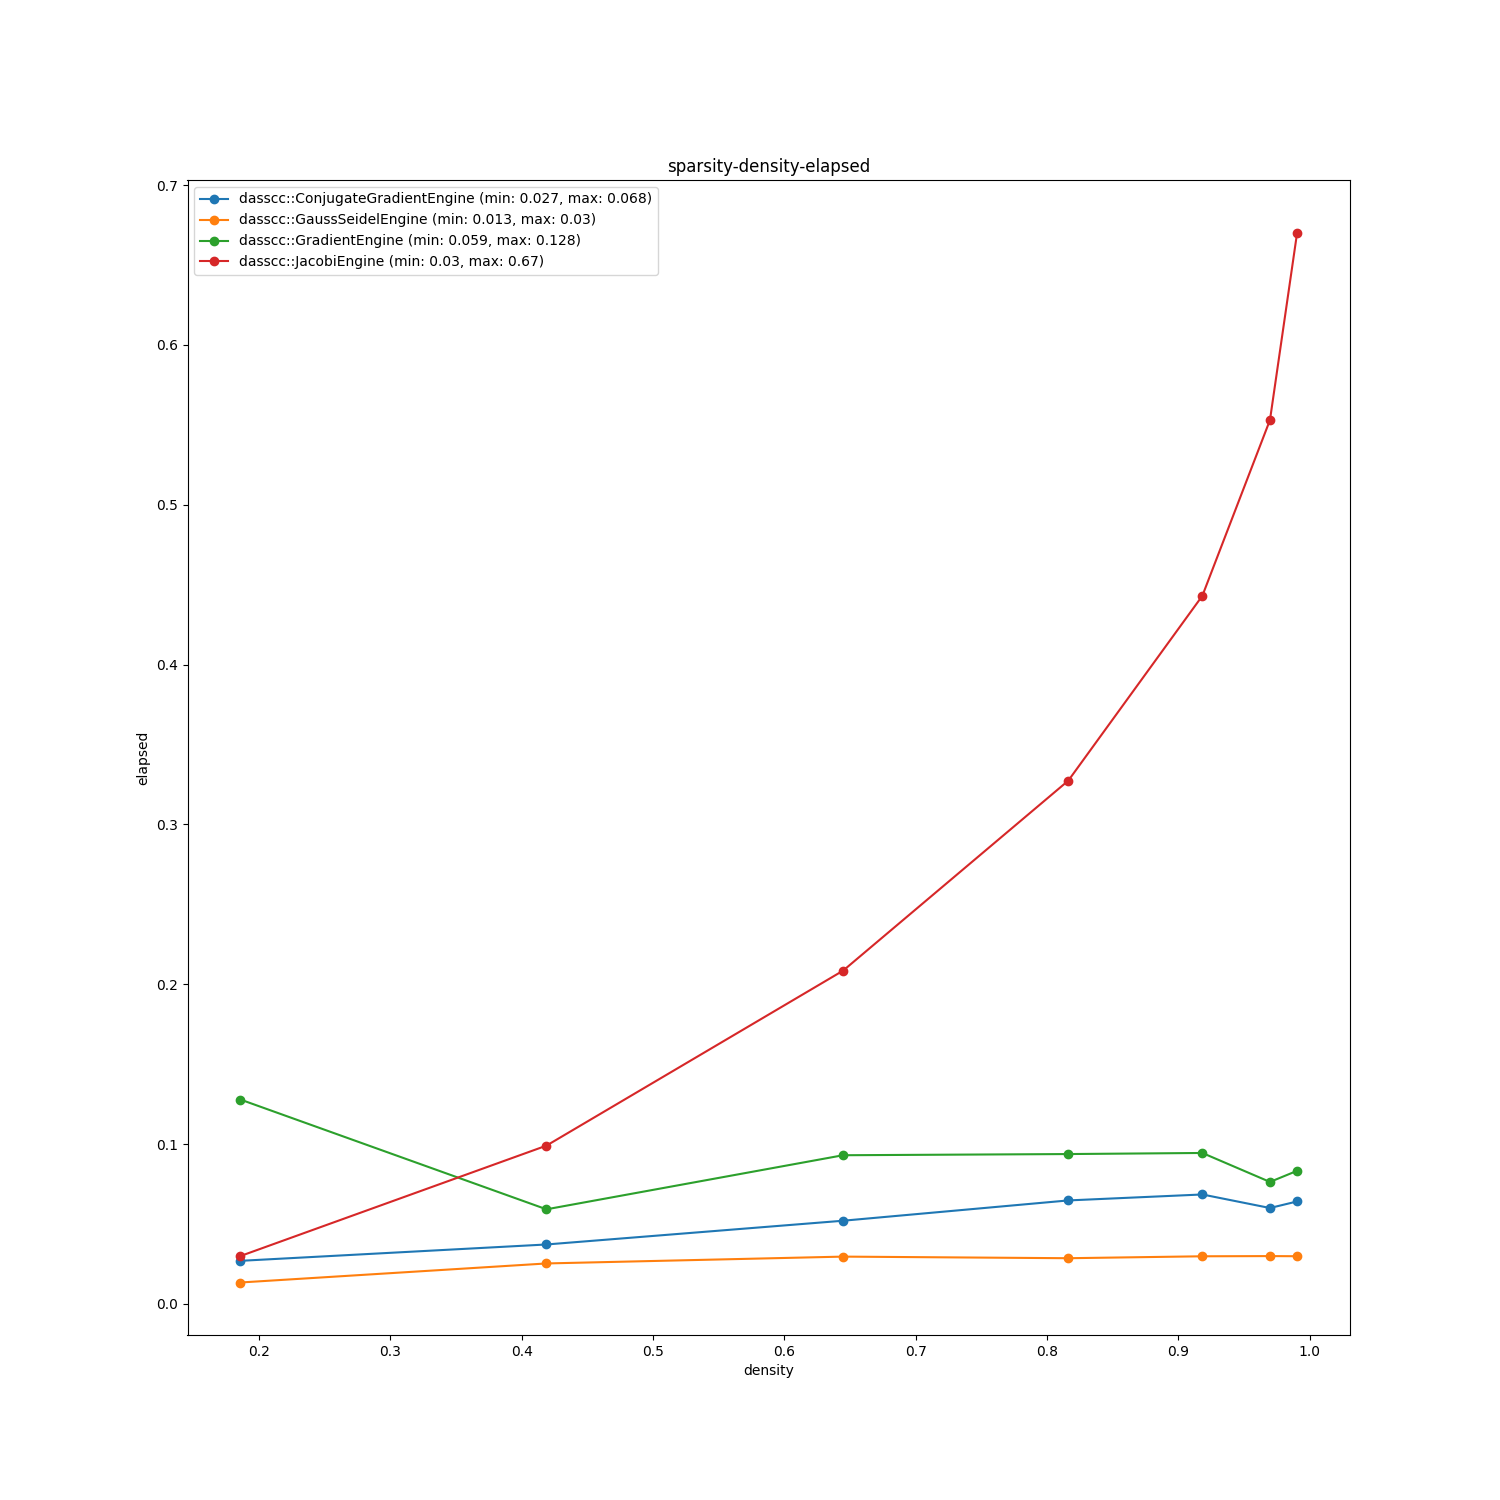 sparsity-density-elapsed
dasscc::ConjugateGradientEngine (min: 0.027, max: 0.068)
dasscc::GaussSeidelEngine (min: 0.013, max: 0.03)
dasscc::GradientEngine (min: 0.059, max: 0.128)
dasscc::JacobiEngine (min: 0.03, max: 0.67)
0.7
0.6
0.5
0.4
0.3
0.2
0.1
0.0
elapsed
0.2 0.3 0.4 0.5 0.6 0.7 0.8 0.9 1.0
density